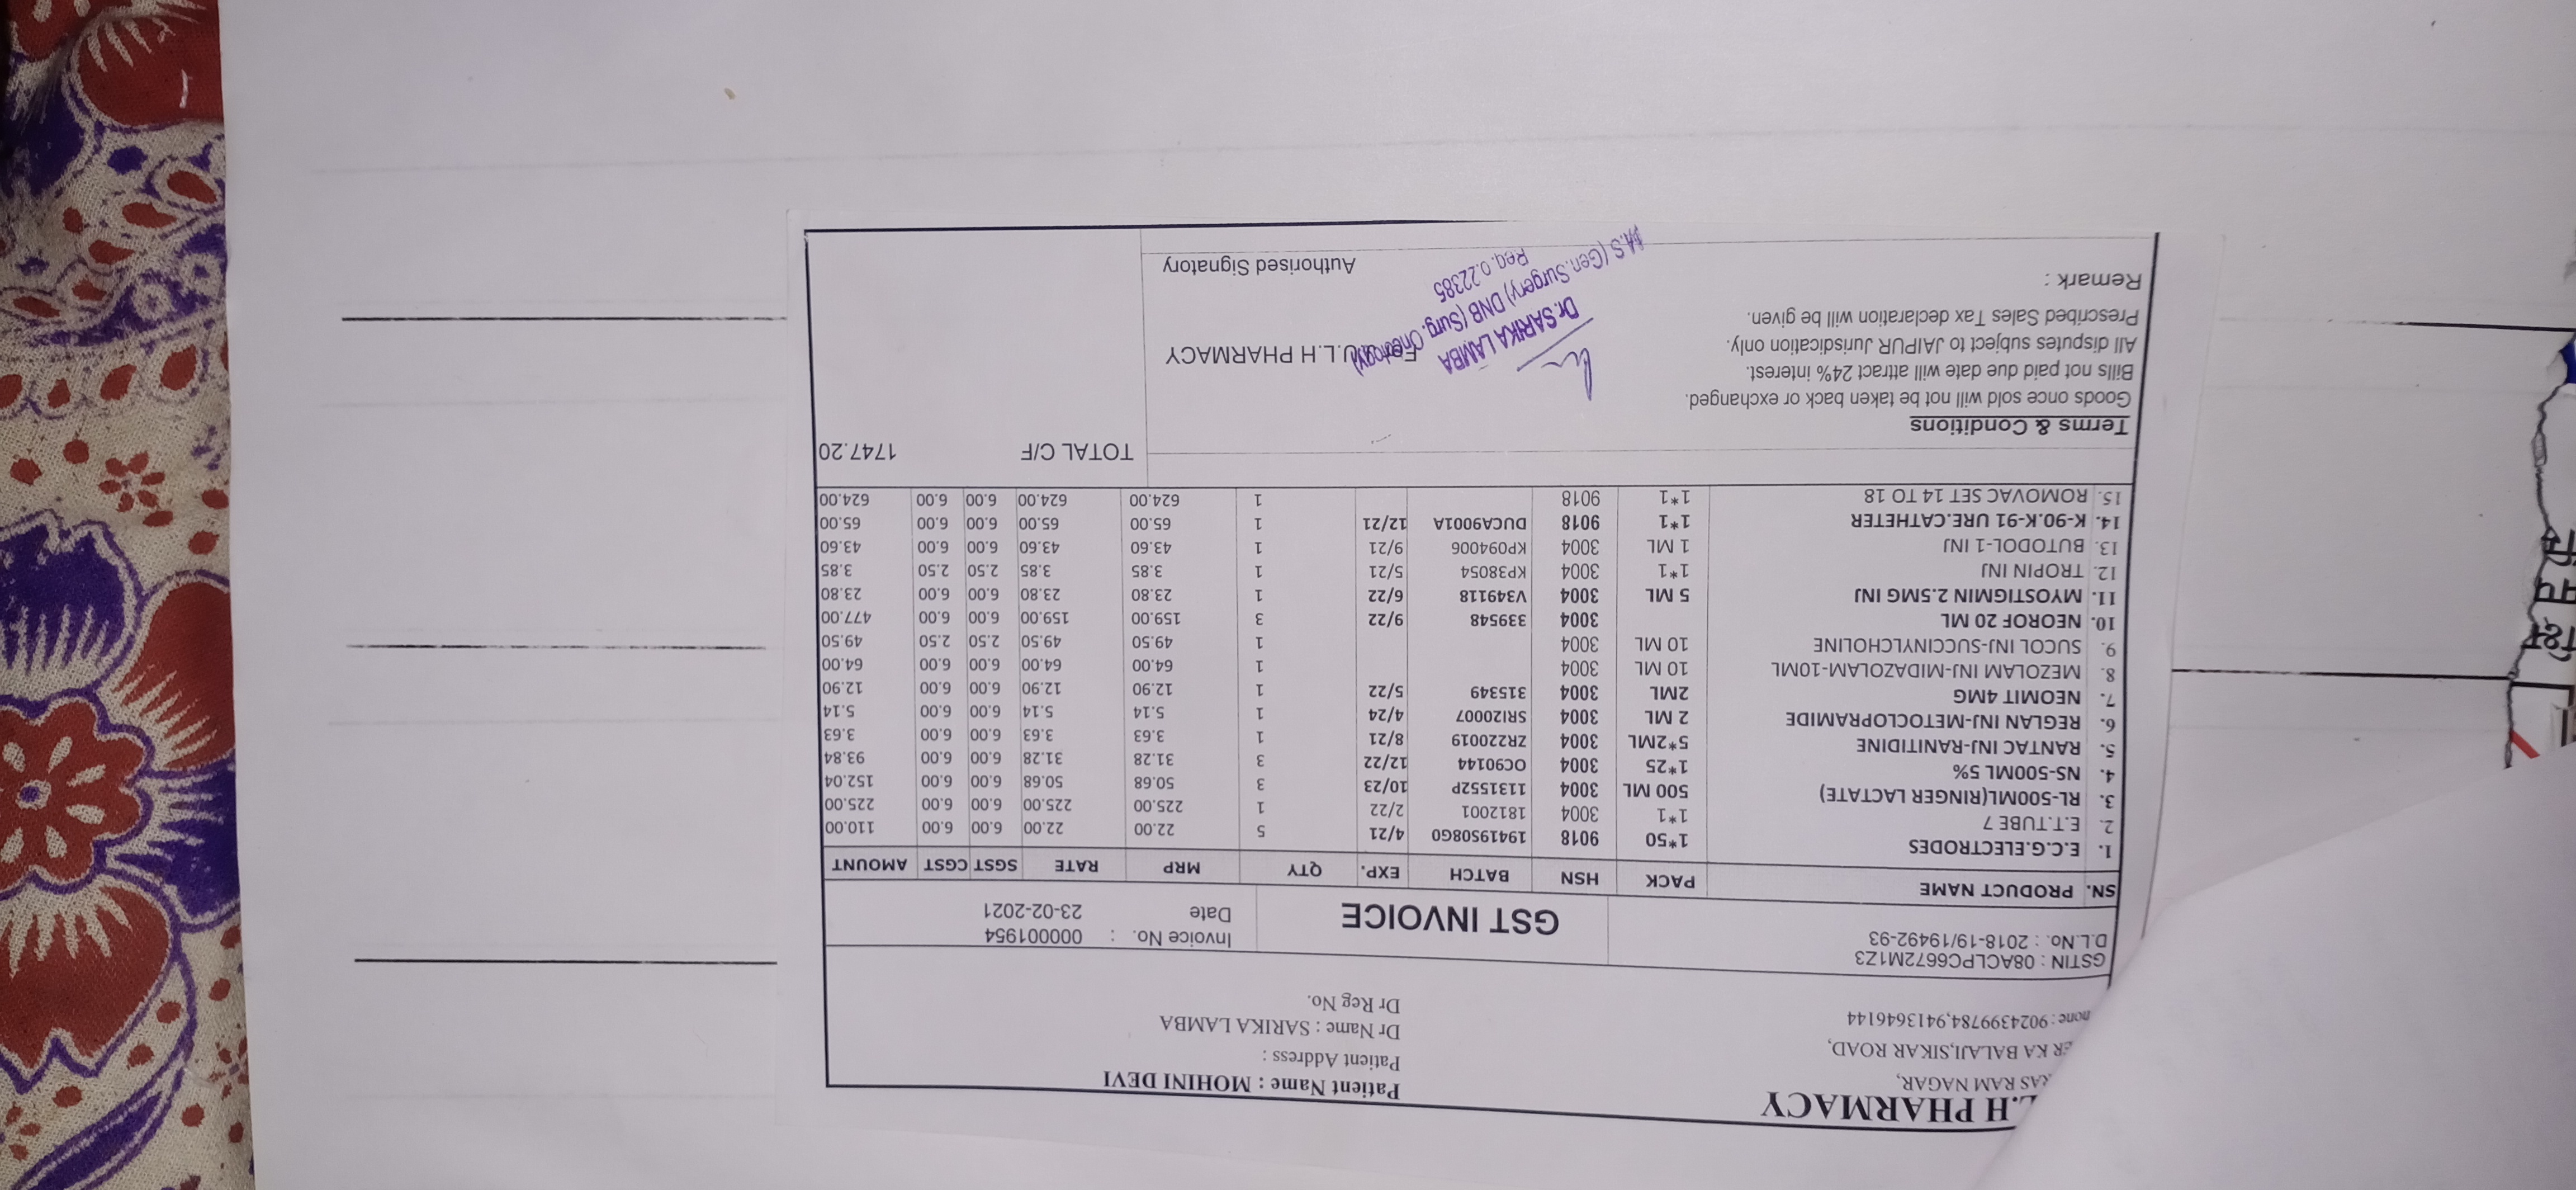 L.H PHARMACY
RAS RAM NAGAR,
ER KA BALAJI,SIKAR ROAD,
none : 9024399784,9413646144
Patient Name : MOHINI DEVI
Patient Address :
Dr Name : SARIKA LAMBA
Dr Reg No.
GSTIN : 08ACLPC6672M1Z3
D.L.No. : 2018-19/19492-93
GST INVOICE
Invoice No. : 000001954
Date 23-02-2021
SN. PRODUCT NAME PACK HSN BATCH EXP. QTY MRP RATE SGST CGST AMOUNT
1. E.C.G.ELECTRODES 1*50 9018 194195080G0 4/21 5 22.00 22.00 6.00 6.00 110.00
2. E.T.TUBE 7 1*1 3004 1812001 2/22 1 225.00 225.00 6.00 6.00 225.00
3. RL-500ML(RINGER LACTATE) 500 ML 3004 1131552P 10/23 3 50.68 50.68 6.00 6.00 152.04
4. NS-500ML 5% 1*25 3004 OC90144 12/22 3 31.28 31.28 6.00 6.00 93.84
5. RANTAC INJ-RANITIDINE 5*2ML 3004 ZR220019 8/21 1 3.63 3.63 6.00 6.00 3.63
6. REGLAN INJ-METOCLOPRAMIDE 2 ML 3004 SRI20007 4/24 1 5.14 5.14 6.00 6.00 5.14
7. NEOMIT 4MG 2ML 3004 315349 5/22 1 12.90 12.90 6.00 6.00 12.90
8. MEZOLAM INJ-MIDAZOLAM-10ML 10 ML 3004 1 64.00 64.00 6.00 6.00 64.00
9. SUCOL INJ-SUCCINYLCHOLINE 10 ML 3004 1 49.50 49.50 2.50 2.50 49.50
10. NEOROF 20 ML 3004 339548 9/22 3 159.00 159.00 6.00 6.00 477.00
11. MYOSTIGMIN 2.5MG INJ 5 ML 3004 V349118 6/22 1 23.80 23.80 6.00 6.00 23.80
12. TROPIN INJ 1*1 3004 KP38054 5/21 1 3.85 3.85 2.50 2.50 3.85
13. BUTODOL-1 INJ 1 ML 3004 KP094006 9/21 1 43.60 43.60 6.00 6.00 43.60
14. K-90.K-91 URE.CATHETER 1*1 9018 DUCA9001A 12/21 1 65.00 65.00 6.00 6.00 65.00
15. ROMOVAC SET 14 TO 18 1*1 9018 1 624.00 624.00 6.00 6.00 624.00
TOTAL C/F 1747.20
Terms & Conditions
Goods once sold will not be taken back or exchanged.
Bills not paid due date will attract 24% interest.
All disputes subject to JAIPUR Jurisdication only.
Prescribed Sales Tax declaration will be given.
Remark :
For U.L.H PHARMACY
Dr.SARIKA LAMBA
M.S (Gen.Surgery) DNB (Surg. Oncology)
Reg.0.22385
Authorised Signatory